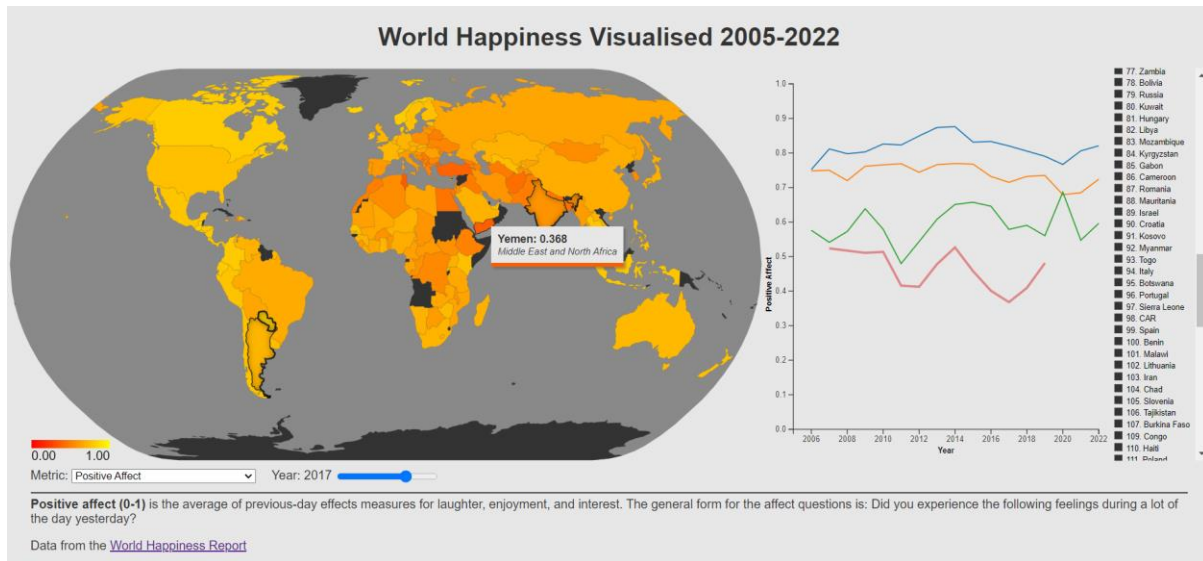 World Happiness Visualised 2005-2022
Yemen: 0.368
Middle East and North Africa
0.00 1.00
Metric: Positive Affect
Year: 2017
1.0
0.9
0.8
0.7
0.6
0.5
0.4
0.3
0.2
0.1
0.0
Positive Affect
2006 2008 2010 2012 2014 2016 2018 2020 2022
Year
77. Zambia
78. Bolivia
79. Russia
80. Kuwait
81. Hungary
82. Libya
83. Mozambique
84. Kyrgyzstan
85. Gabon
86. Cameroon
87. Romania
88. Mauritania
89. Israel
90. Croatia
91. Kosovo
92. Myanmar
93. Togo
94. Italy
95. Botswana
96. Portugal
97. Sierra Leone
98. CAR
99. Spain
100. Benin
101. Malawi
102. Lithuania
103. Iran
104. Chad
105. Slovenia
106. Tajikistan
107. Burkina Faso
109. Congo
110. Haiti
111. Poland
Positive affect (0-1) is the average of previous-day effects measures for laughter, enjoyment, and interest. The general form for the affect questions is: Did you experience the following feelings during a lot of
the day yesterday?
Data from the World Happiness Report